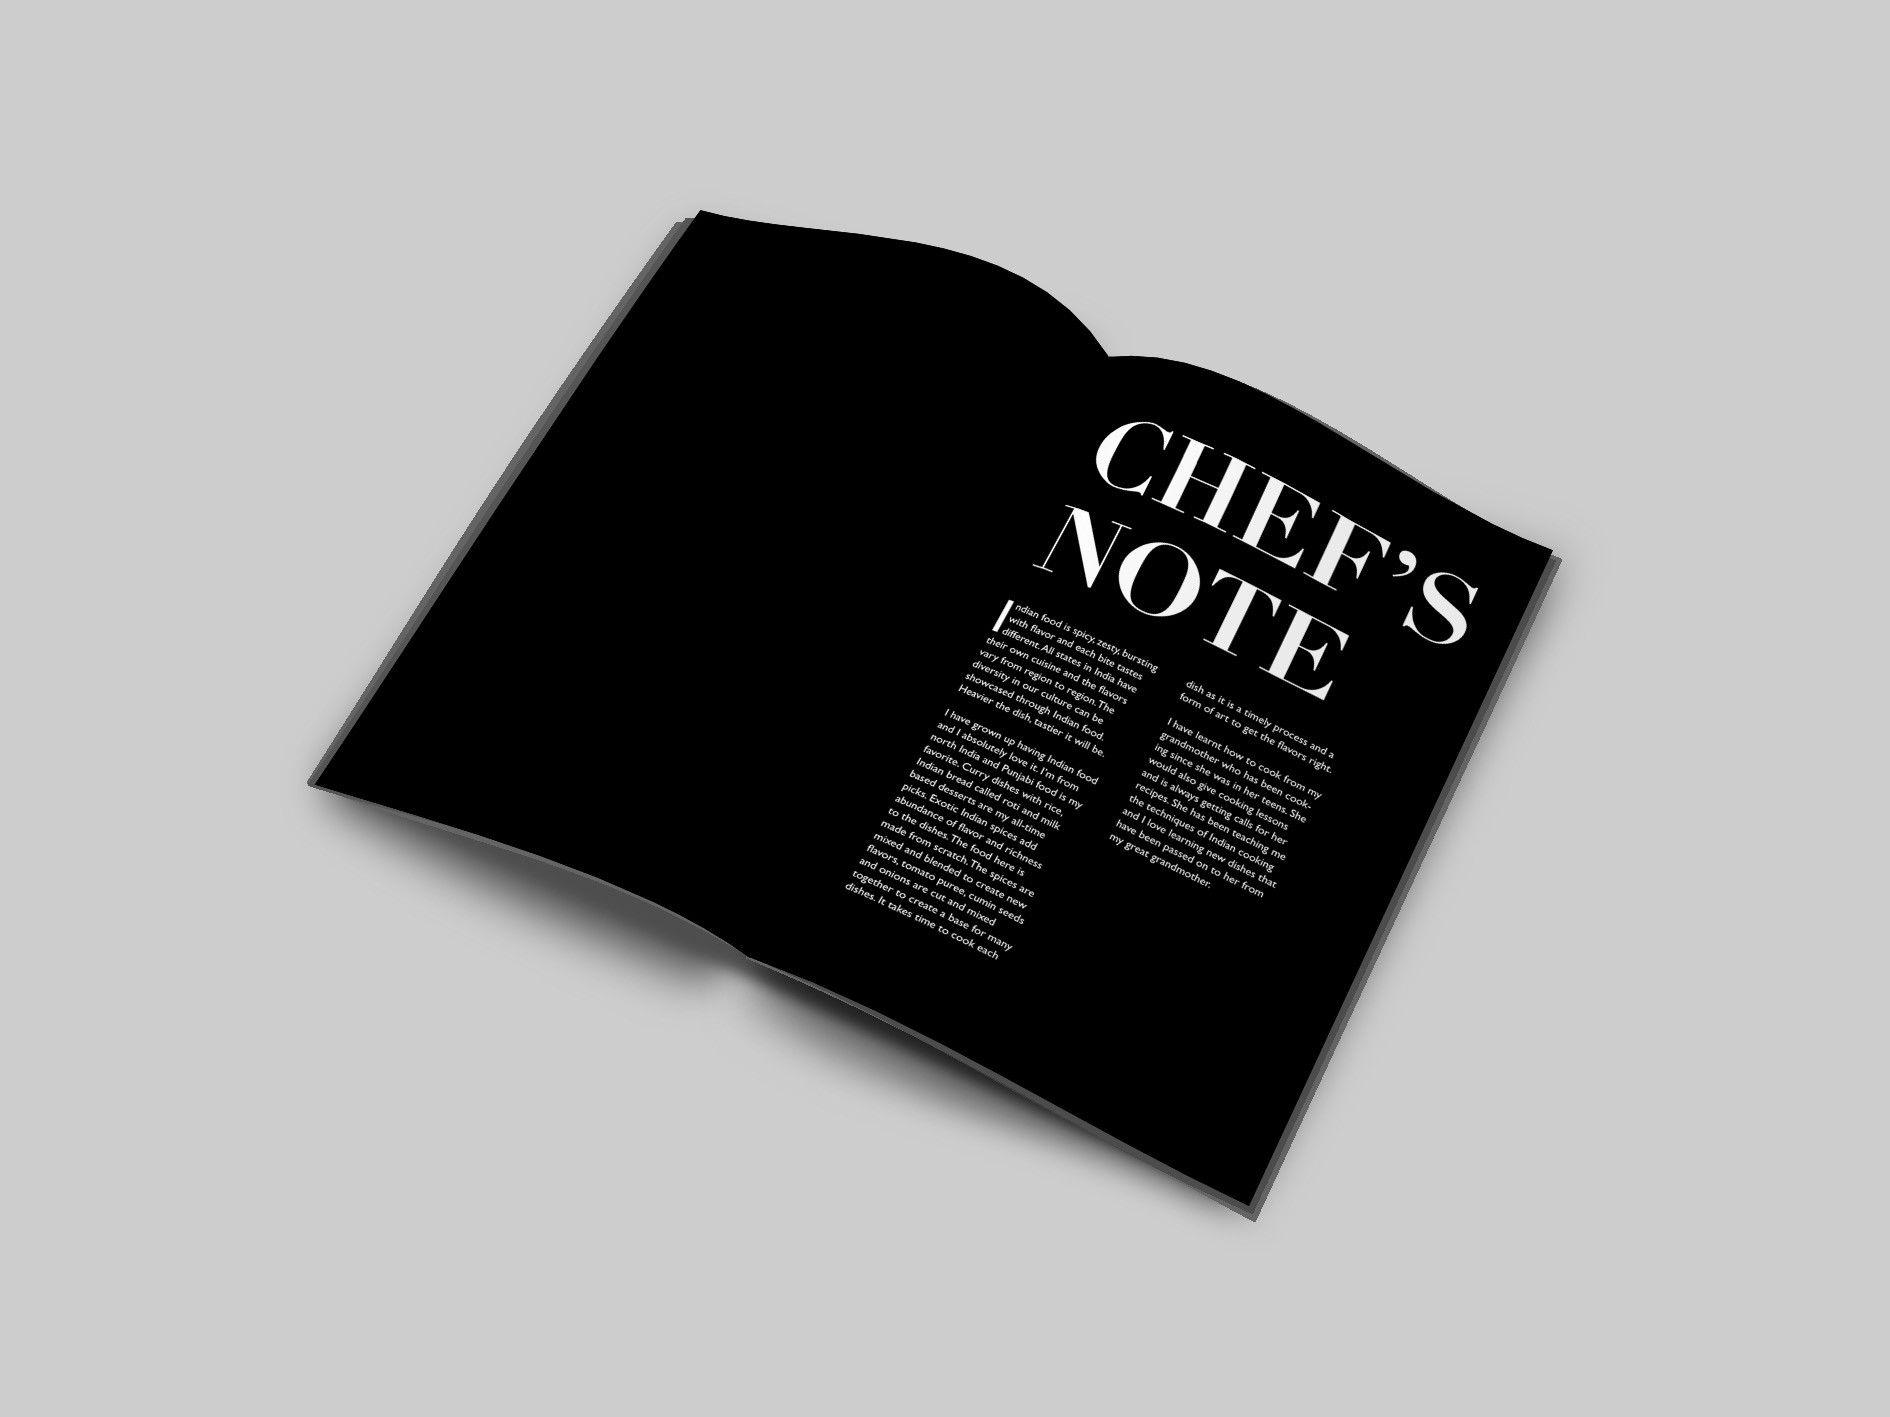 CHEF’S
NOTE
Indian food is spicy, zesty, bursting
with flavor and each bite tastes
different. All states in India have
their own cuisine and the flavors
vary from region to region. The
diversity in our culture can be
showcased through Indian food.
Heavier the dish, tastier it will be.
I have grown up having Indian food
and I absolutely love it. I’m from
north India and Punjabi food is my
favorite. Curry dishes with rice,
Indian bread called roti and milk
based desserts are my all-time
picks. Exotic Indian spices add
abundance of flavor and richness
to the dishes. The food here is
made from scratch. The spices are
mixed and blended to create new
flavors, tomato puree, cumin seeds
and onions are cut and mixed
together to create a base for many
dishes. It takes time to cook each
dish as it is a timely process and a
form of art to get the flavors right.
I have learnt how to cook from my
grandmother who has been cook-
ing since she was in her teens. She
would also give cooking lessons
and is always getting calls for her
recipes. She has been teaching me
the techniques of Indian cooking
and I love learning new dishes that
have been passed on to her from
my great grandmother.